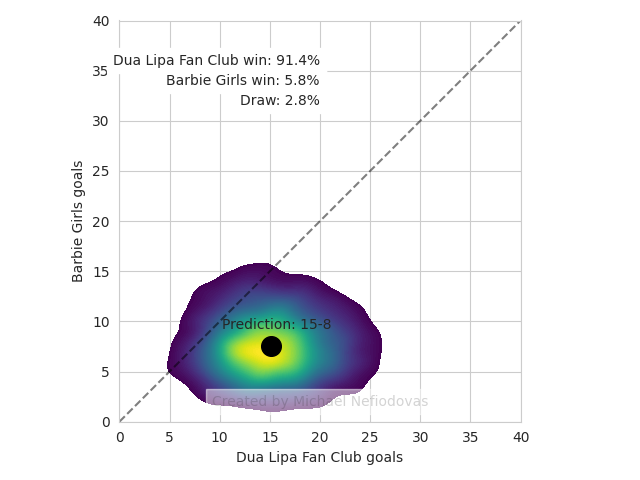 40
35
30
25
20
15
10
5
0
Barbie Girls goals
Dua Lipa Fan Club win: 91.4%
Barbie Girls win: 5.8%
Draw: 2.8%
Prediction: 15-8
Created by Michael Nefiodovas
0 5 10 15 20 25 30 35 40
Dua Lipa Fan Club goals